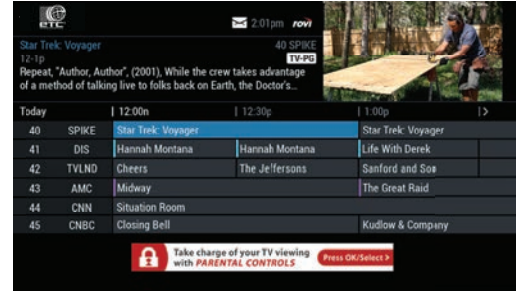 etc
2:01pm rovi
Star Trek: Voyager 40 SPIKE
12-1p TV-PG
Repeat, "Author, Author", (2001), While the crew takes advantage
of a method of talking live to folks back on Earth, the Doctor's...
Today 12:00n 12:30p 1:00p
40 SPIKE Star Trek: Voyager Star Trek: Voyager
41 DIS Hannah Montana Hannah Montana Life With Derek
42 TVLND Cheers The Jeffersons Sanford and Son
43 AMC Midway The Great Raid
44 CNN Situation Room
45 CNBC Closing Bell Kudlow & Company
Take charge of your TV viewing
with PARENTAL CONTROLS Press OK/Select >